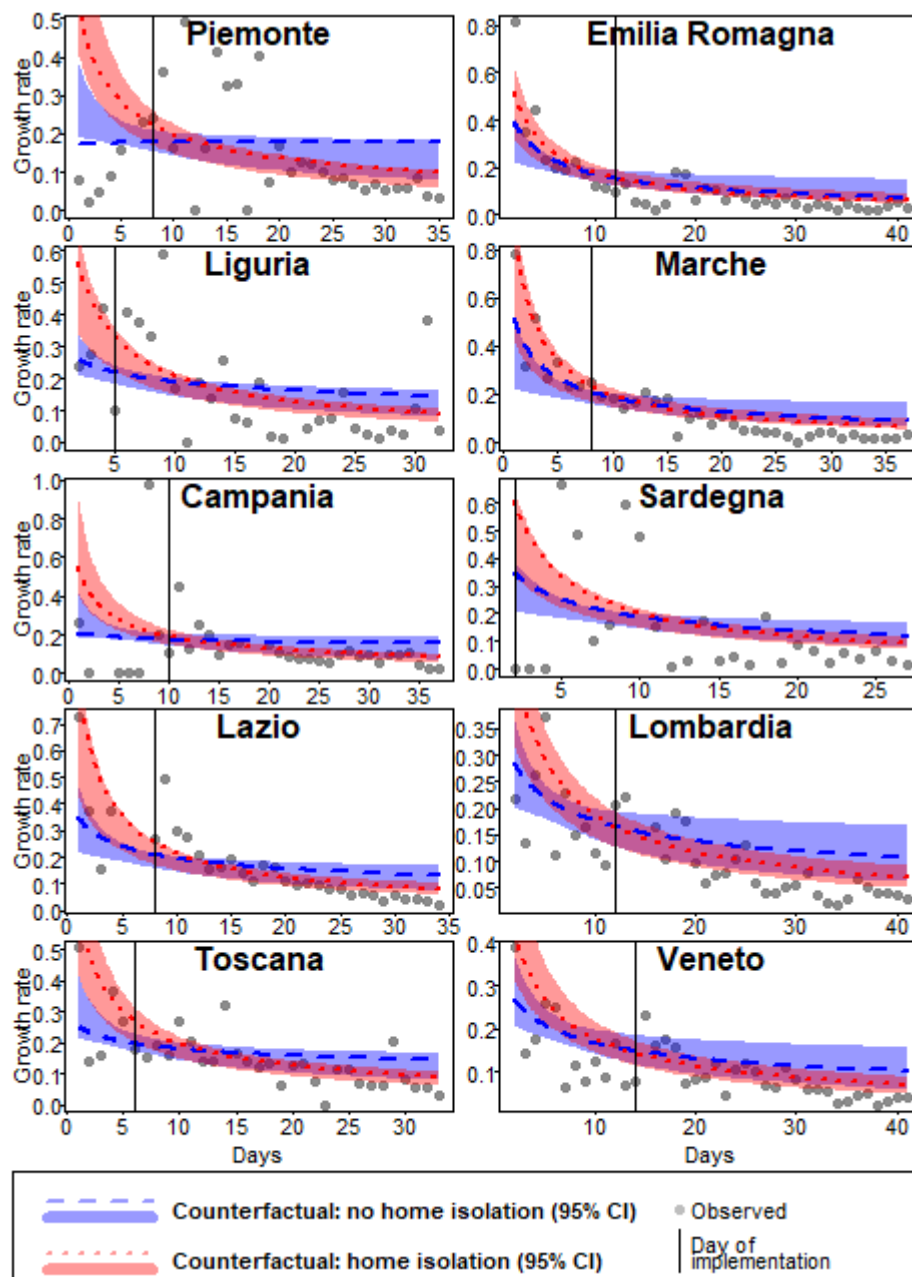 Piemonte
Growth rate
0.5
0.4
0.3
0.2
0.1
0.0
0 5 10 15 20 25 30 35
Emilia Romagna
0.8
0.6
0.4
0.2
0.0
10 20 30 40
Liguria
Growth rate
0.6
0.5
0.4
0.3
0.2
0.1
0.0
5 10 15 20 25 30
Marche
0.8
0.6
0.4
0.2
0.0
0 5 10 15 20 25 30 35
Campania
Growth rate
1.0
0.8
0.6
0.4
0.2
0.0
0 5 10 15 20 25 30 35
Sardegna
0.7
0.6
0.5
0.4
0.3
0.2
0.1
0.0
5 10 15 20 25
Lazio
Growth rate
0.7
0.6
0.5
0.4
0.3
0.2
0.1
0.0
0 5 10 15 20 25 30 35
Lombardia
0.35
0.30
0.25
0.20
0.15
0.10
0.05
10 20 30 40
Toscana
Growth rate
0.5
0.4
0.3
0.2
0.1
0.0
0 5 10 15 20 25 30
Days
Veneto
0.4
0.3
0.2
0.1
10 20 30 40
Days
Counterfactual: no home isolation (95% CI)
Observed
Counterfactual: home isolation (95% CI)
Day of
implementation